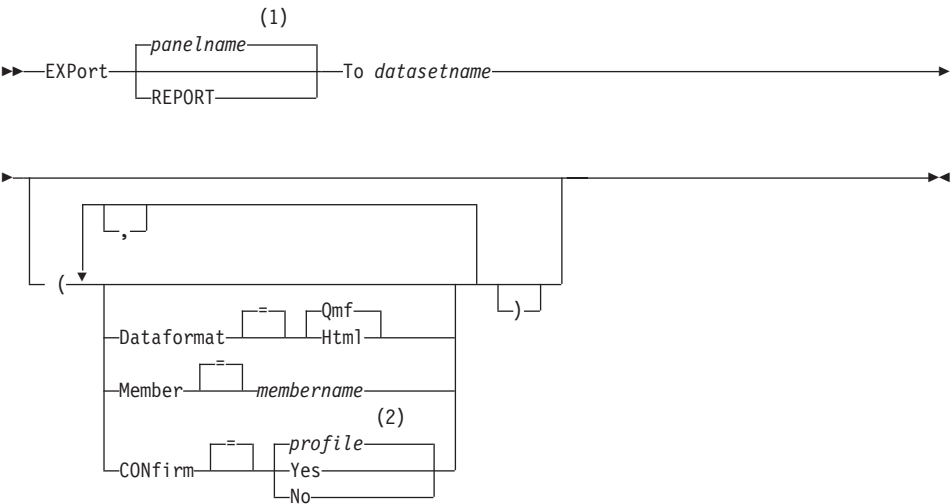 (1)
panelname
EXPort To datasetname
REPORT
,
(
= Qmf
Dataformat Html )
=
Member membername
(2)
= profile
CONfirm Yes
No